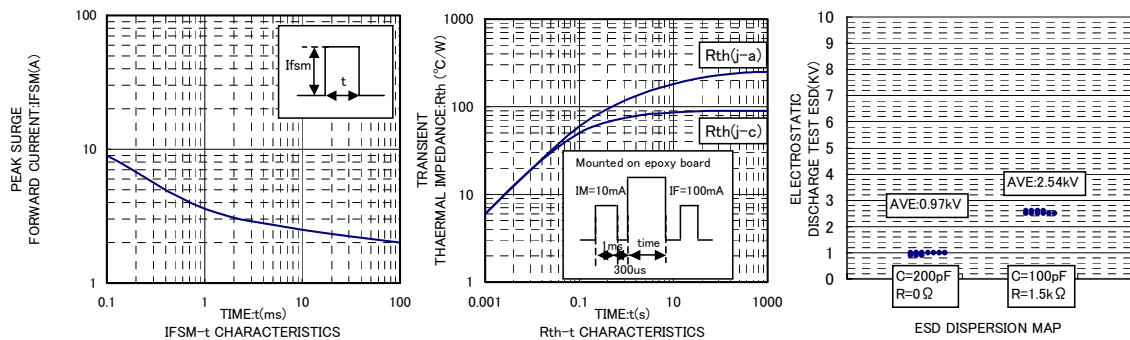 PEAK SURGE
FORWARD CURRENT:IFSM(A)
100
10
1
Ifsm
t
0.1
1
10
100
TIME:t(ms)
IFSM-t CHARACTERISTICS
TRANSIENT
THAERMAL IMPEDANCE:Rth (℃/W)
1000
100
10
1
Rth(j-a)
Rth(j-c)
Mounted on epoxy board
IM=10mA
IF=100mA
1ms
time
300us
0.001
0.1
10
1000
TIME:t(s)
Rth-t CHARACTERISTICS
ELECTROSTATIC
DISCHARGE TEST ESD(KV)
10
9
8
7
6
5
4
3
2
1
0
AVE:0.97kV
AVE:2.54kV
C=200pF
R=0Ω
C=100pF
R=1.5kΩ
ESD DISPERSION MAP